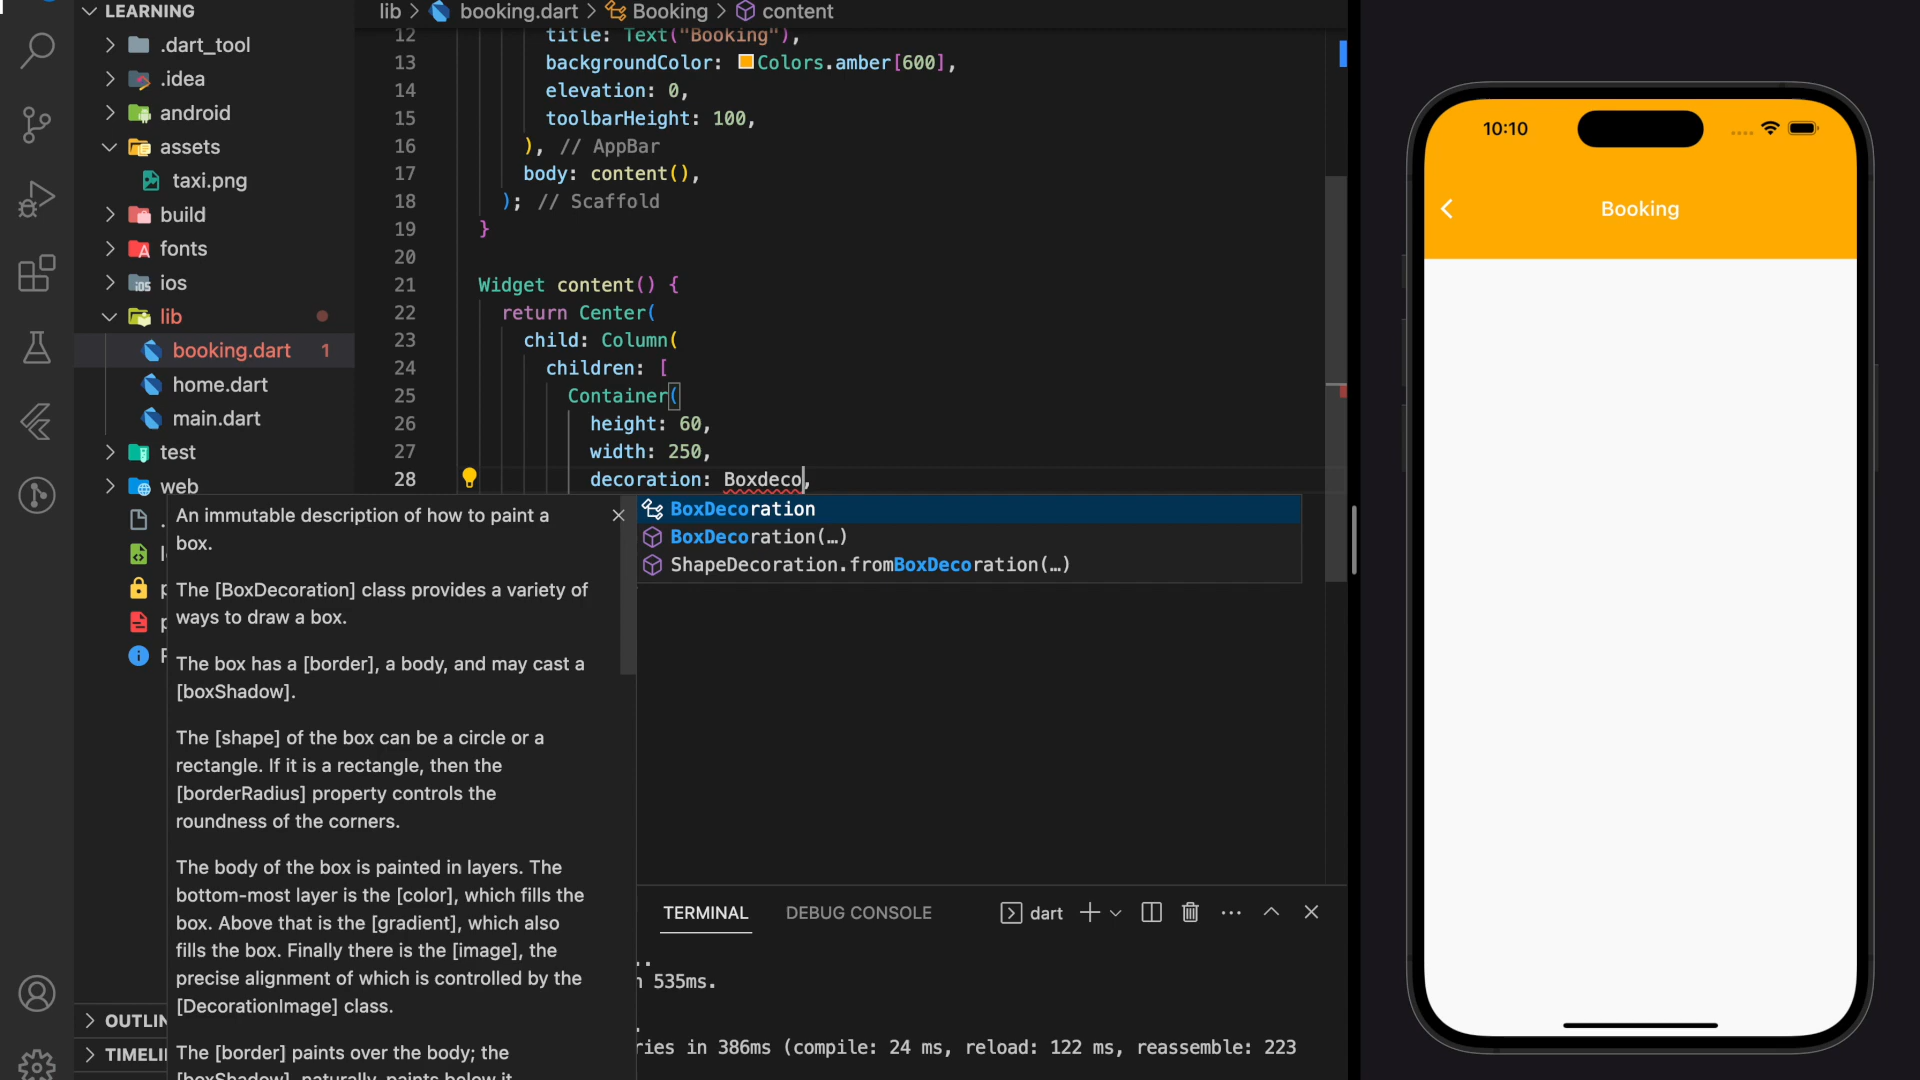 LEARNING
.dart_tool
.idea
android
assets
taxi.png
build
fonts
ios
lib
booking.dart 1
home.dart
main.dart
test
web
OUTLIN
TIMELI
lib > booking.dart > Booking > content
12 title: Text("Booking"),
13 backgroundColor: Colors.amber[600],
14 elevation: 0,
15 toolbarHeight: 100,
16 ), // AppBar
17 body: content(),
18 ); // Scaffold
19 }
20
21 Widget content() {
22 return Center(
23 child: Column(
24 children: [
25 Container(
26 height: 60,
27 width: 250,
28 decoration: Boxdeco,
BoxDecoration
BoxDecoration(…)
ShapeDecoration.fromBoxDecoration(…)
An immutable description of how to paint a
box.
The [BoxDecoration] class provides a variety of
ways to draw a box.
The box has a [border], a body, and may cast a
[boxShadow].
The [shape] of the box can be a circle or a
rectangle. If it is a rectangle, then the
[borderRadius] property controls the
roundness of the corners.
The body of the box is painted in layers. The
bottom-most layer is the [color], which fills the
box. Above that is the [gradient], which also
fills the box. Finally there is the [image], the
precise alignment of which is controlled by the
[DecorationImage] class.
The [border] paints over the body; the
[boxShadow], naturally, paints below it.
TERMINAL DEBUG CONSOLE dart
535ms.
ries in 386ms (compile: 24 ms, reload: 122 ms, reassemble: 223
10:10
Booking